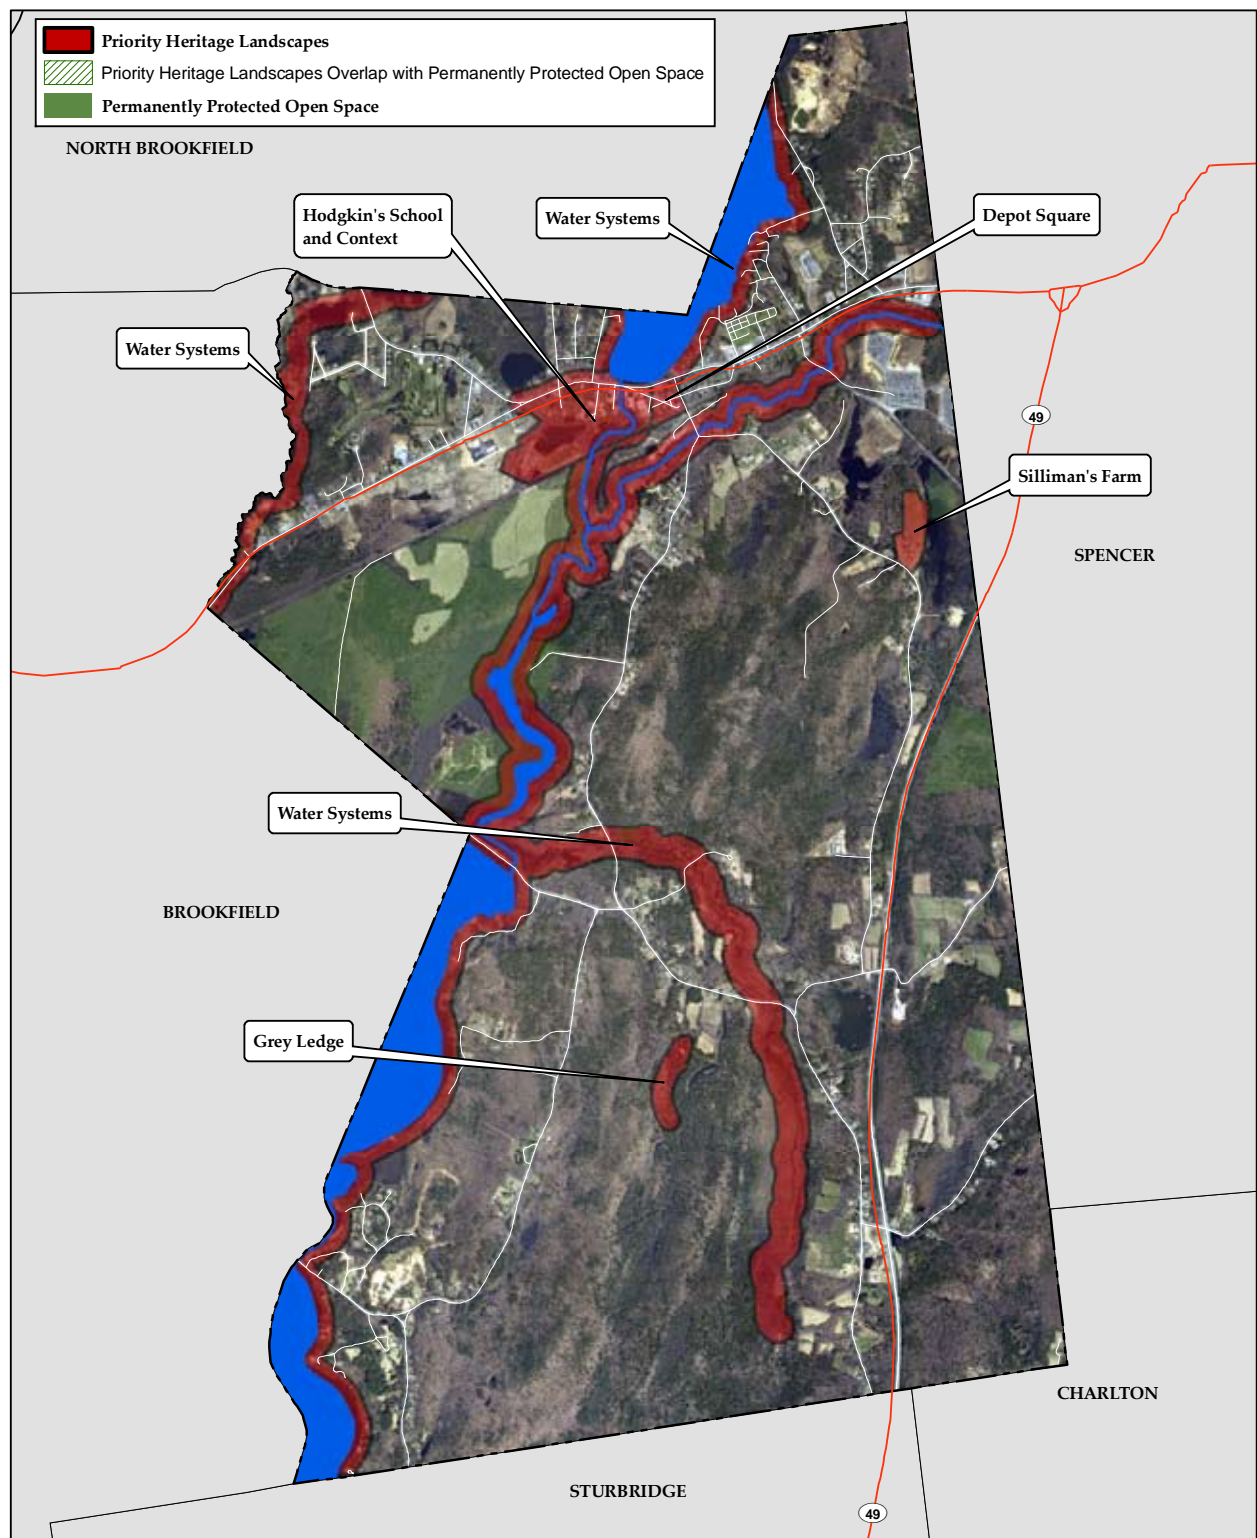 Priority Heritage Landscapes
Priority Heritage Landscapes Overlap with Permanently Protected Open Space
Permanently Protected Open Space
NORTH BROOKFIELD
Hodgkin's School
and Context
Water Systems
Depot Square
Water Systems
49
Silliman's Farm
SPENCER
Water Systems
BROOKFIELD
Grey Ledge
CHARLTON
STURBRIDGE
49